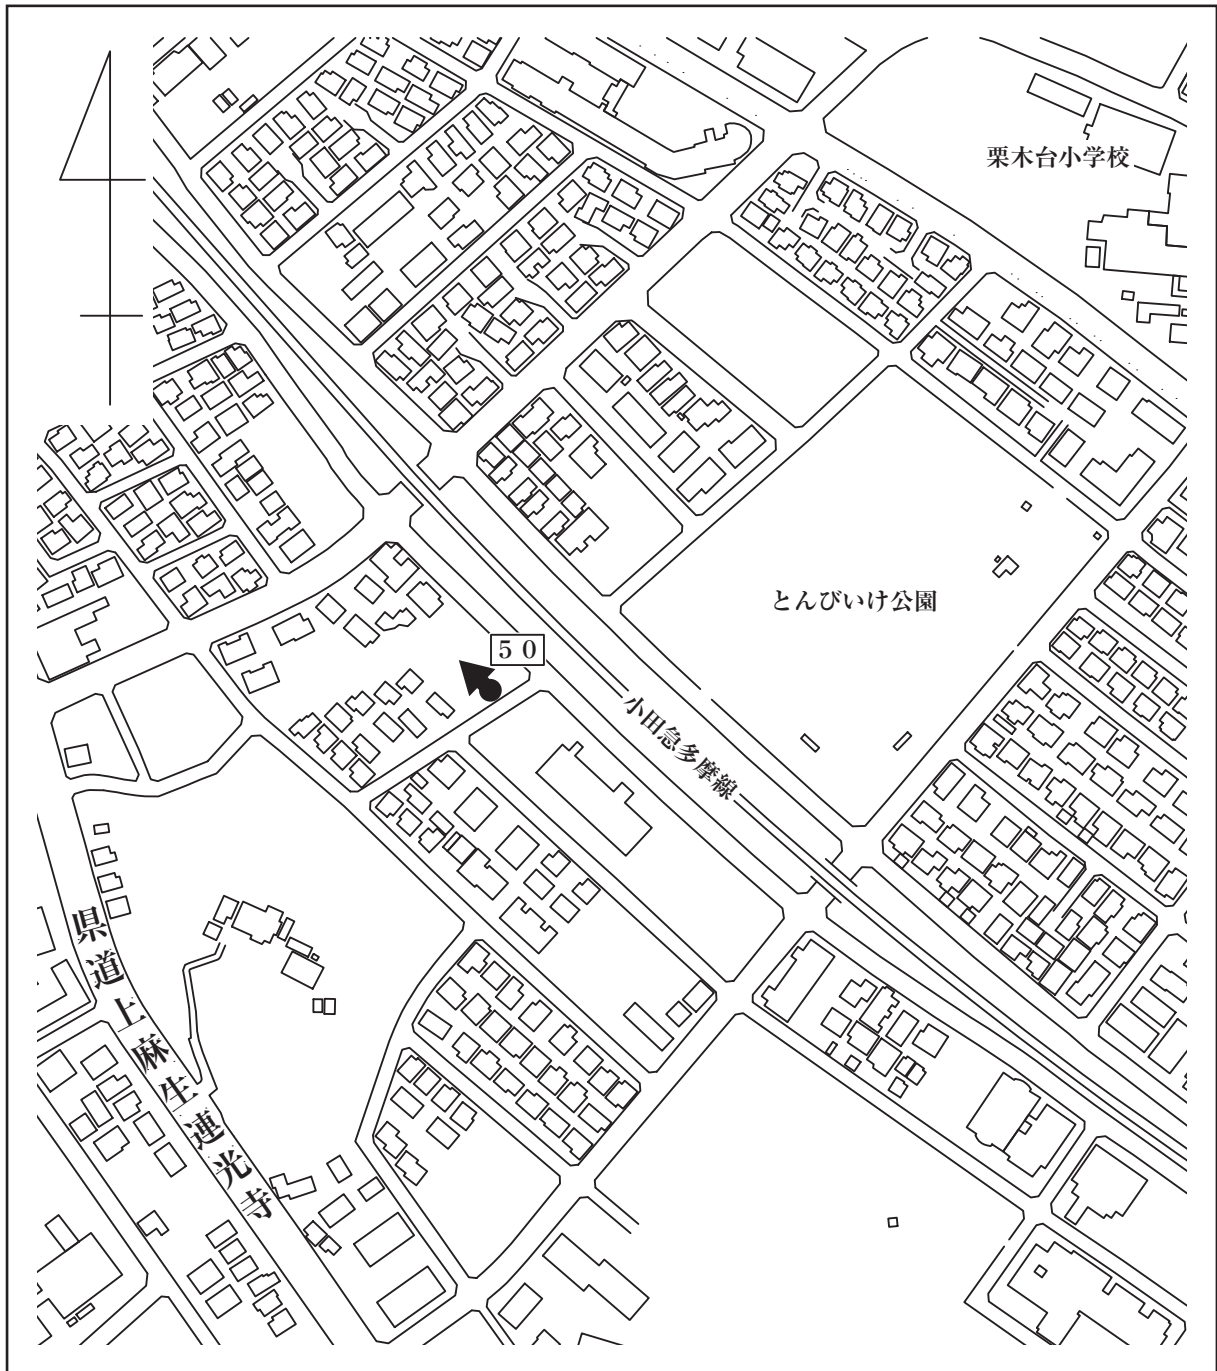 栗木台小学校
とんびいけ公園
50
小田急多摩線
県道上麻生連光寺